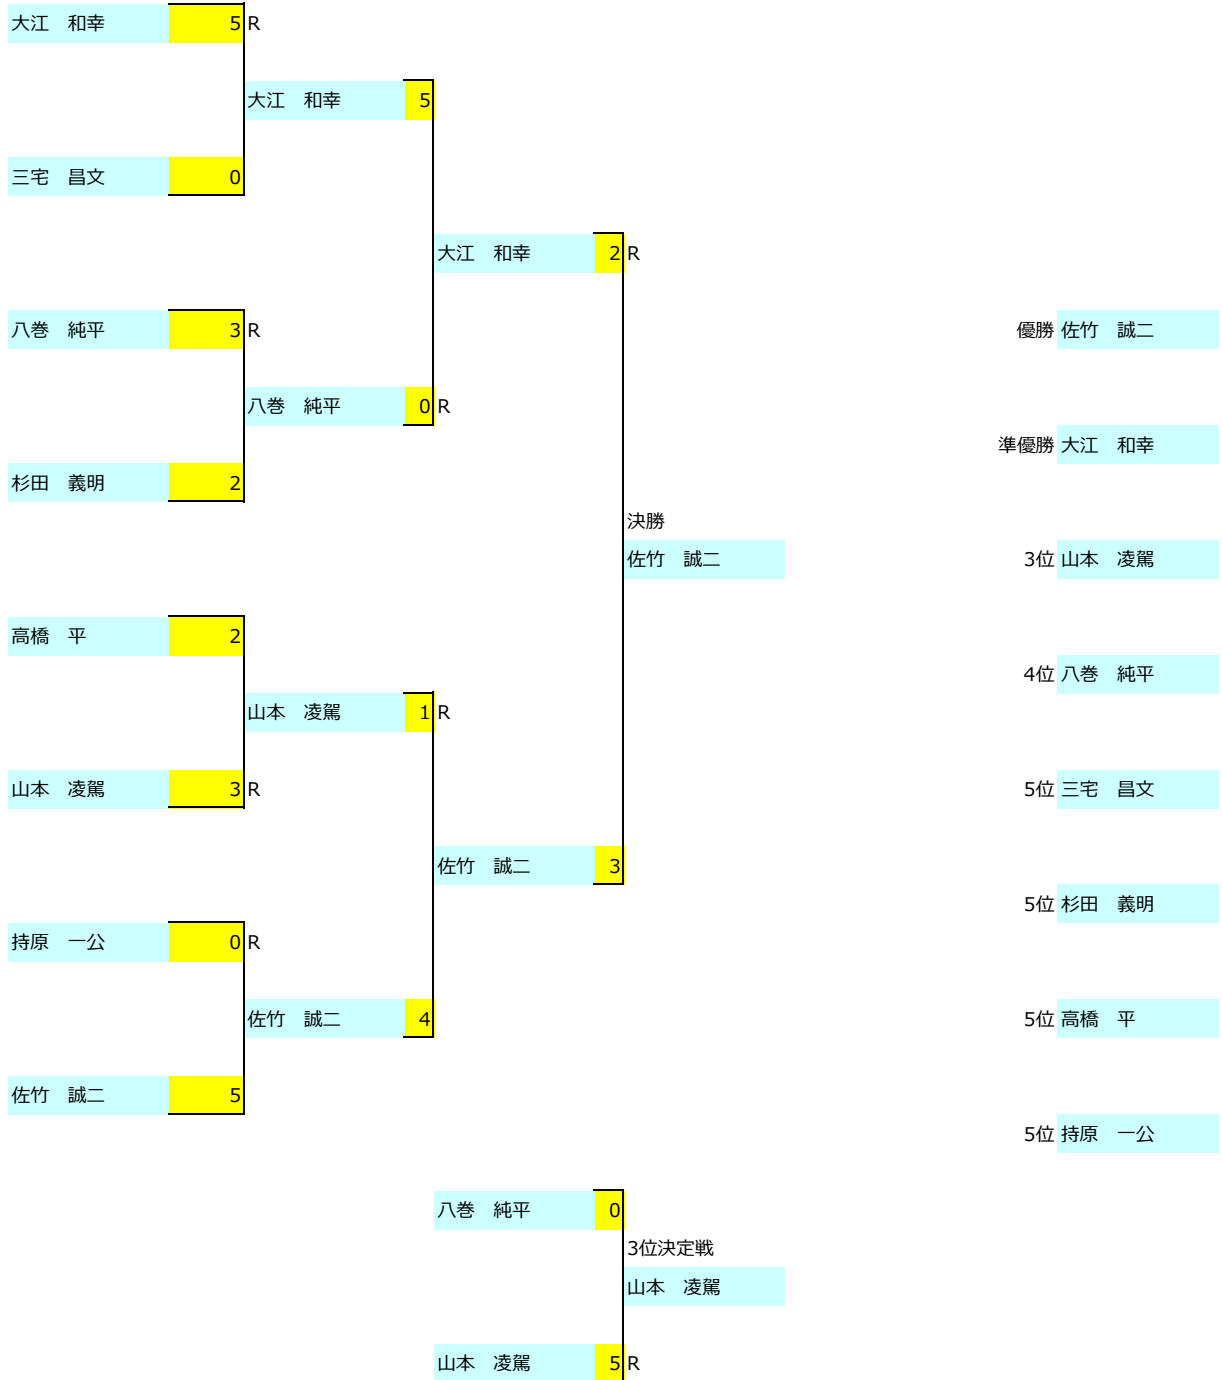 大江　和幸 5 R
大江　和幸 5
三宅　昌文 0
大江　和幸 2 R
八巻　純平 3 R
優勝 佐竹　誠二
八巻　純平 0 R
準優勝 大江　和幸
杉田　義明 2
決勝
佐竹　誠二
3位 山本　凌駕
高橋　平 2
4位 八巻　純平
山本　凌駕 1 R
山本　凌駕 3 R
5位 三宅　昌文
佐竹　誠二 3
5位 杉田　義明
持原　一公 0 R
佐竹　誠二 4
5位 高橋　平
佐竹　誠二 5
5位 持原　一公
八巻　純平 0
3位決定戦
山本　凌駕
山本　凌駕 5 R